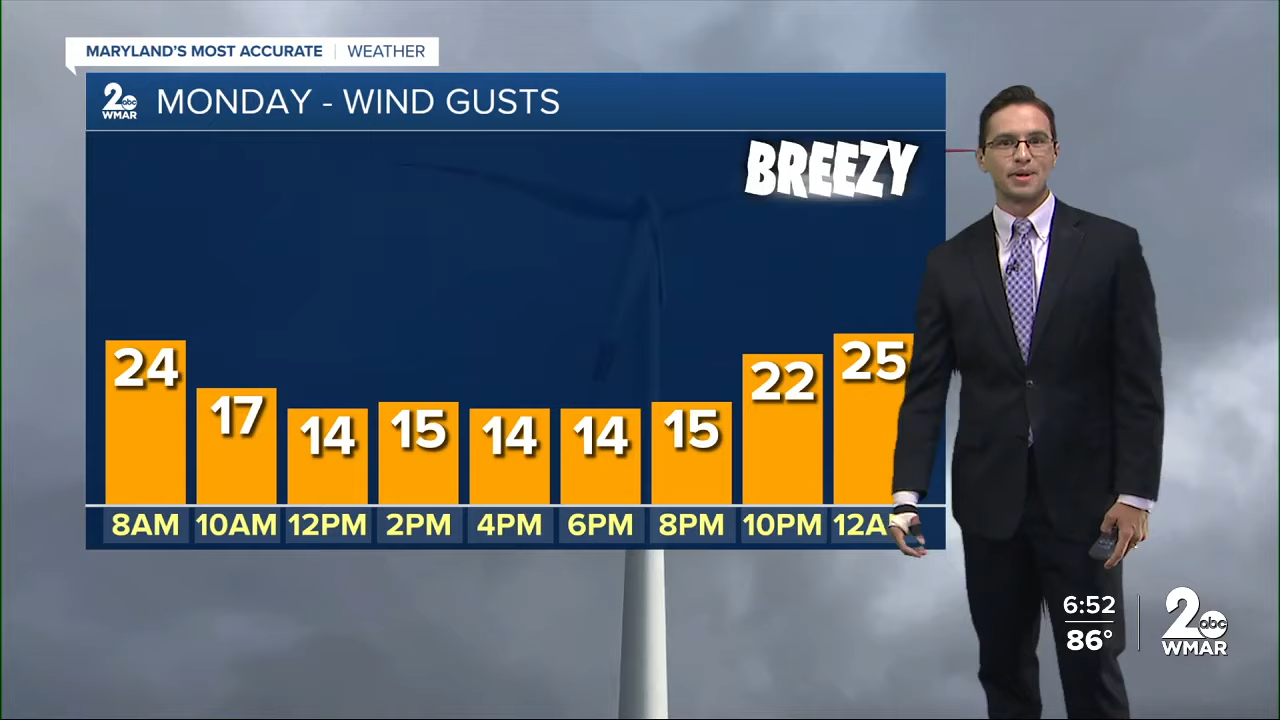 MARYLAND'S MOST ACCURATE | WEATHER
2 abc WMAR
MONDAY - WIND GUSTS
BREEZY
24 17 14 15 14 14 15 22 25
8AM 10AM 12PM 2PM 4PM 6PM 8PM 10PM 12A
6:52
86°
2 abc
WMAR